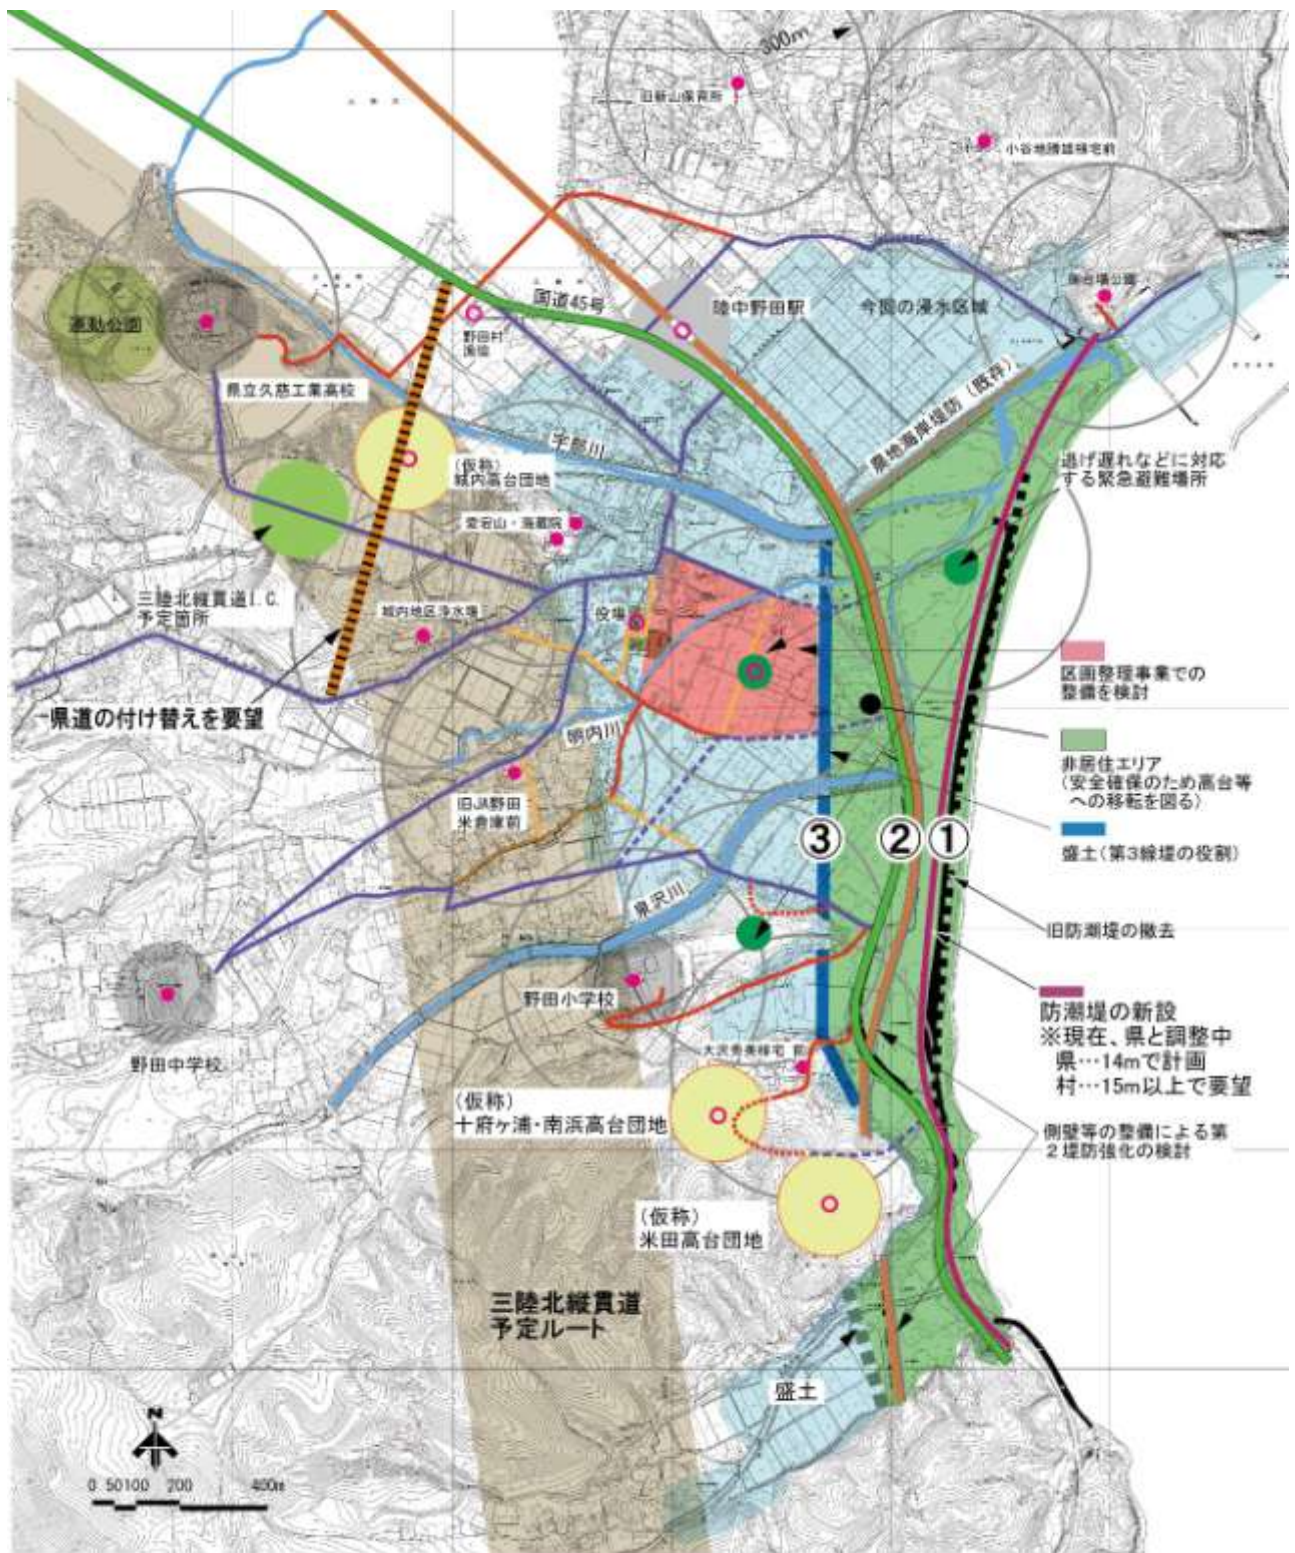 300m
旧新山保育所
小谷地勝雄様宅前
国道45号
陸中野田駅
今回の浸水区域
運動公園
野田村
県立久慈工業高校
農地海岸堤防（既存）
宇部川
（仮称）
城内高台団地
逃げ遅れなどに対応
する緊急避難場所
愛宕山・海蔵院
三陸北縦貫道I.C.
予定箇所
城内地区浄水場
役場
区画整理事業での
整備を検討
県道の付け替えを要望
明内川
非居住エリア
（安全確保のため高台等
への移転を図る）
旧JA野田
米倉庫前
③
②
①
盛土（第3線堤の役割）
泉沢川
旧防潮堤の撤去
野田小学校
防潮堤の新設
※現在、県と調整中
県…14mで計画
村…15m以上で要望
野田中学校
（仮称）
十府ヶ浦・南浜高台団地
側壁等の整備による第
2堤防強化の検討
（仮称）
米田高台団地
三陸北縦貫道
予定ルート
盛土
N
0 50100 200 400m